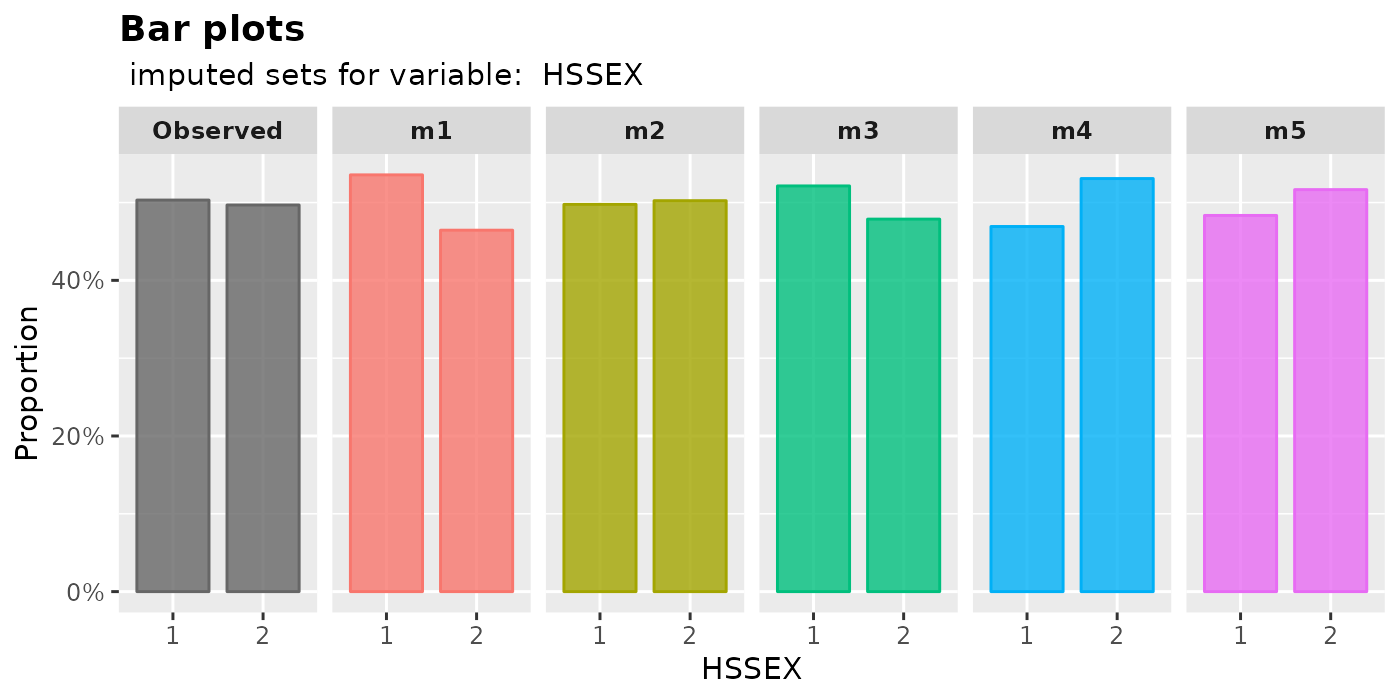 Bar plots
imputed sets for variable:  HSSEX
Observed m1 m2 m3 m4 m5
Proportion
40%
20%
0%
1 2 1 2 1 2 1 2 1 2 1 2
HSSEX